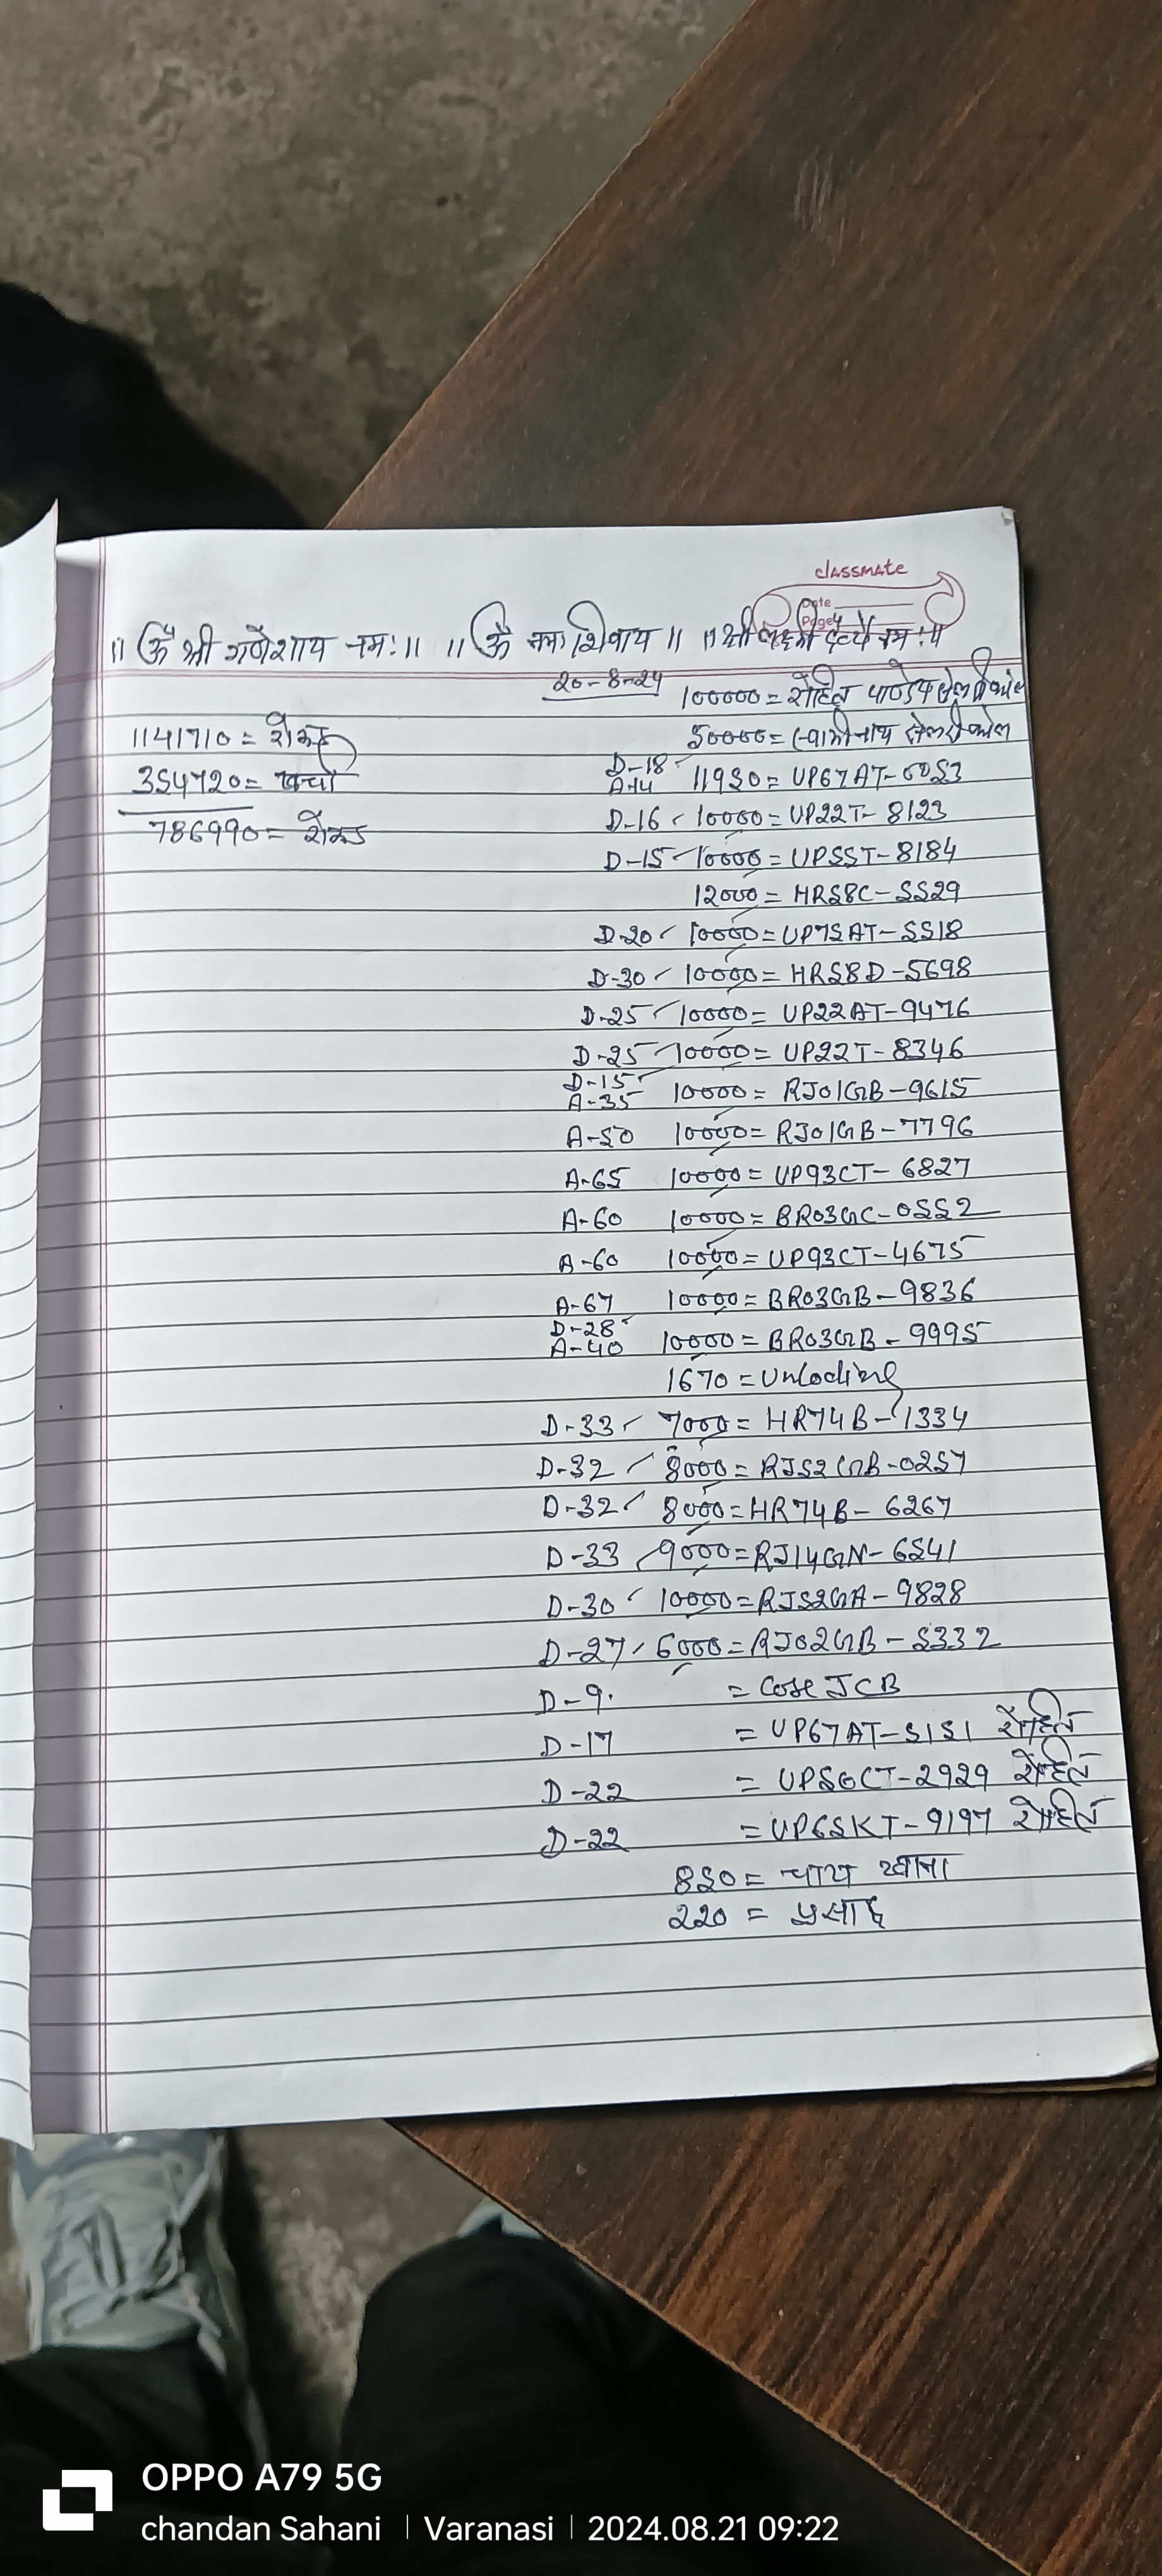 classmate
Date
Page
॥ ॐ श्री गणेशाय नमः॥ ॥ ॐ नमः शिवाय ॥ ॥ श्री लक्ष्मी देव्यै नमः॥
20-8-24
1141710 = रोकड़
354720 = खर्चा
786990 = रोकड़
100000 = रोहित पाण्डेय
50000 =
D-18
A-14 11950 = UP67AT-6053
D-16 10000 = UP22T-8123
D-15 10000 = UP55T-8184
12000 = HR58C-5529
D-20 10000 = UP75AT-5518
D-30 10000 = HR58D-5698
D-25 10000 = UP22AT-9476
D-25 10000 = UP22T-8346
D-15
A-35 10000 = RJ01GB-9615
A-50 10000 = RJ01GB-7796
A-65 10000 = UP93CT-6827
A-60 10000 = BR03GC-0552
A-60 10000 = UP93CT-4675
A-67 10000 = BR03GB-9836
D-28
A-40 10000 = BR03GB-9995
1670 = Unloding
D-33 7000 = HR74B-1334
D-32 8000 = RJ52GB-0257
D-32 8000 = HR74B-6267
D-33 9000 = RJ14GN-6541
D-30 10000 = RJ52GA-9828
D-27 6000 = RJ02GB-5332
D-9 = Case JCB
D-17 = UP67AT-5151 रोहित
D-22 = UP50CT-2929 रोहित
D-22 = UP65KT-9197 रोहित
850 = चाय खाना
220 = प्रसाद
OPPO A79 5G
chandan Sahani | Varanasi | 2024.08.21 09:22